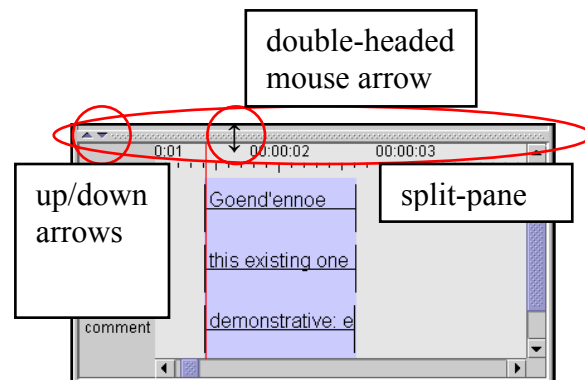 double-headed
mouse arrow
0:01 00:00:02 00:00:03
up/down
arrows
split-pane
Goend'ennoe
this existing one
comment
demonstrative: e